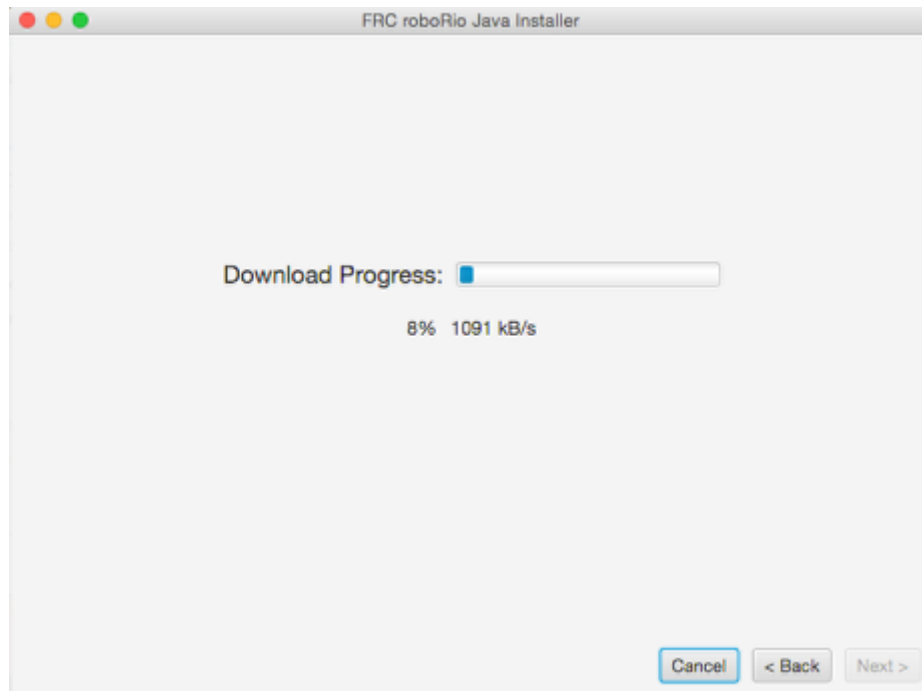 FRC roboRio Java Installer
Download Progress:
8% 1091 kB/s
Cancel < Back Next >